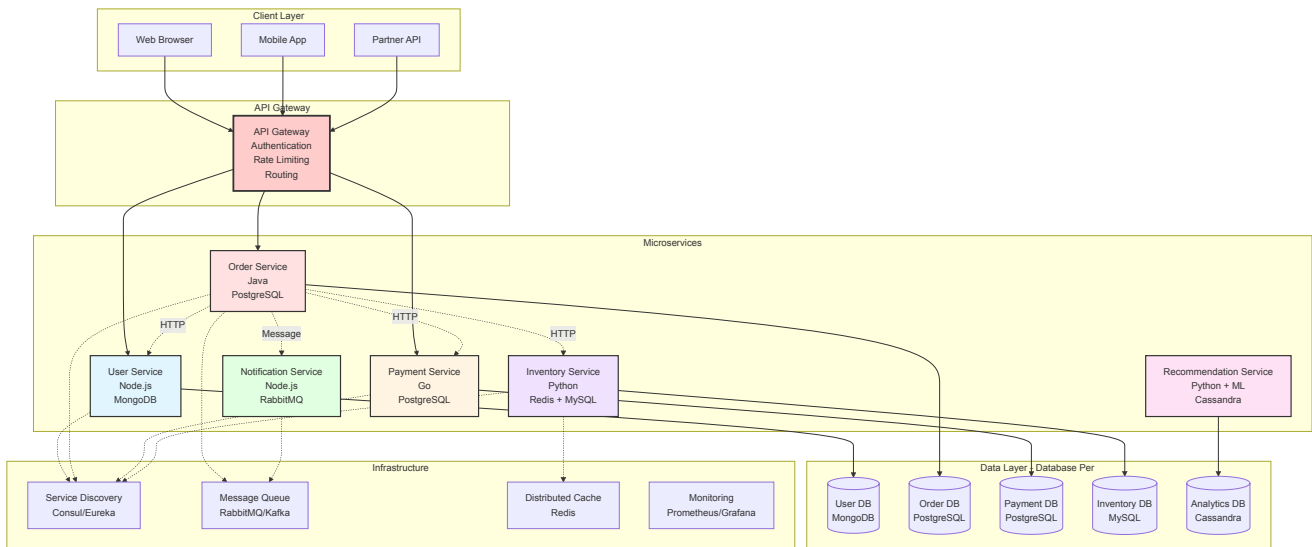 Client Layer
Web Browser
Mobile App
Partner API
API Gateway
API Gateway
Authentication
Rate Limiting
Routing
Microservices
Order Service
Java
PostgreSQL
HTTP
Message
HTTP
HTTP
User Service
Node.js
MongoDB
Notification Service
Node.js
RabbitMQ
Payment Service
Go
PostgreSQL
Inventory Service
Python
Redis + MySQL
Recommendation Service
Python + ML
Cassandra
Infrastructure
Service Discovery
Consul/Eureka
Message Queue
RabbitMQ/Kafka
Distributed Cache
Redis
Monitoring
Prometheus/Grafana
Data Layer - Database Per
User DB
MongoDB
Order DB
PostgreSQL
Payment DB
PostgreSQL
Inventory DB
MySQL
Analytics DB
Cassandra